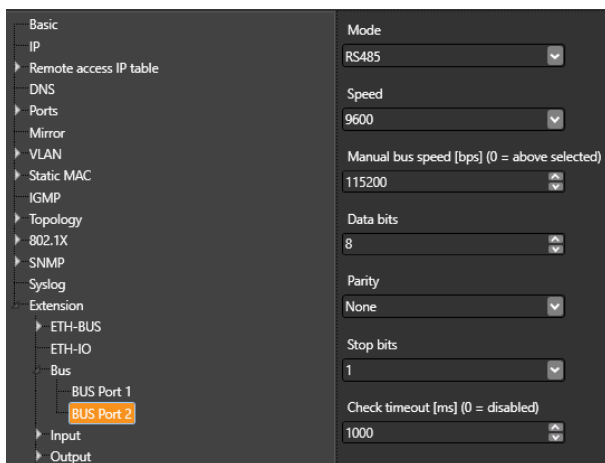 Basic
IP
Remote access IP table
DNS
Ports
Mirror
VLAN
Static MAC
IGMP
Topology
802.1X
SNMP
Syslog
Extension
ETH-BUS
ETH-IO
Bus
BUS Port 1
BUS Port 2
Input
Output
Mode
RS485
Speed
9600
Manual bus speed [bps] (0 = above selected)
115200
Data bits
8
Parity
None
Stop bits
1
Check timeout [ms] (0 = disabled)
1000